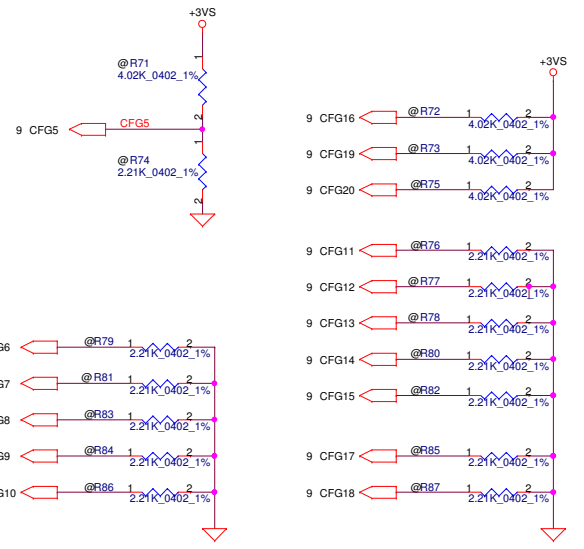 +3VS
@R71
4.02K_0402_1%
1
2
9 CFG5
CFG5
1
@R74
2.21K_0402_1%
2
+3VS
9 CFG16 @R72 1 2
4.02K_0402_1%
9 CFG19 @R73 1 2
4.02K_0402_1%
9 CFG20 @R75 1 2
4.02K_0402_1%
9 CFG11 @R76 1 2
2.21K_0402_1%
9 CFG12 @R77 1 2
2.21K_0402_1%
9 CFG13 @R78 1 2
2.21K_0402_1%
9 CFG14 @R80 1 2
2.21K_0402_1%
9 CFG15 @R82 1 2
2.21K_0402_1%
9 CFG17 @R85 1 2
2.21K_0402_1%
9 CFG18 @R87 1 2
2.21K_0402_1%
G6 @R79 1 2
2.21K_0402_1%
G7 @R81 1 2
2.21K_0402_1%
G8 @R83 1 2
2.21K_0402_1%
G9 @R84 1 2
2.21K_0402_1%
G10 @R86 1 2
2.21K_0402_1%